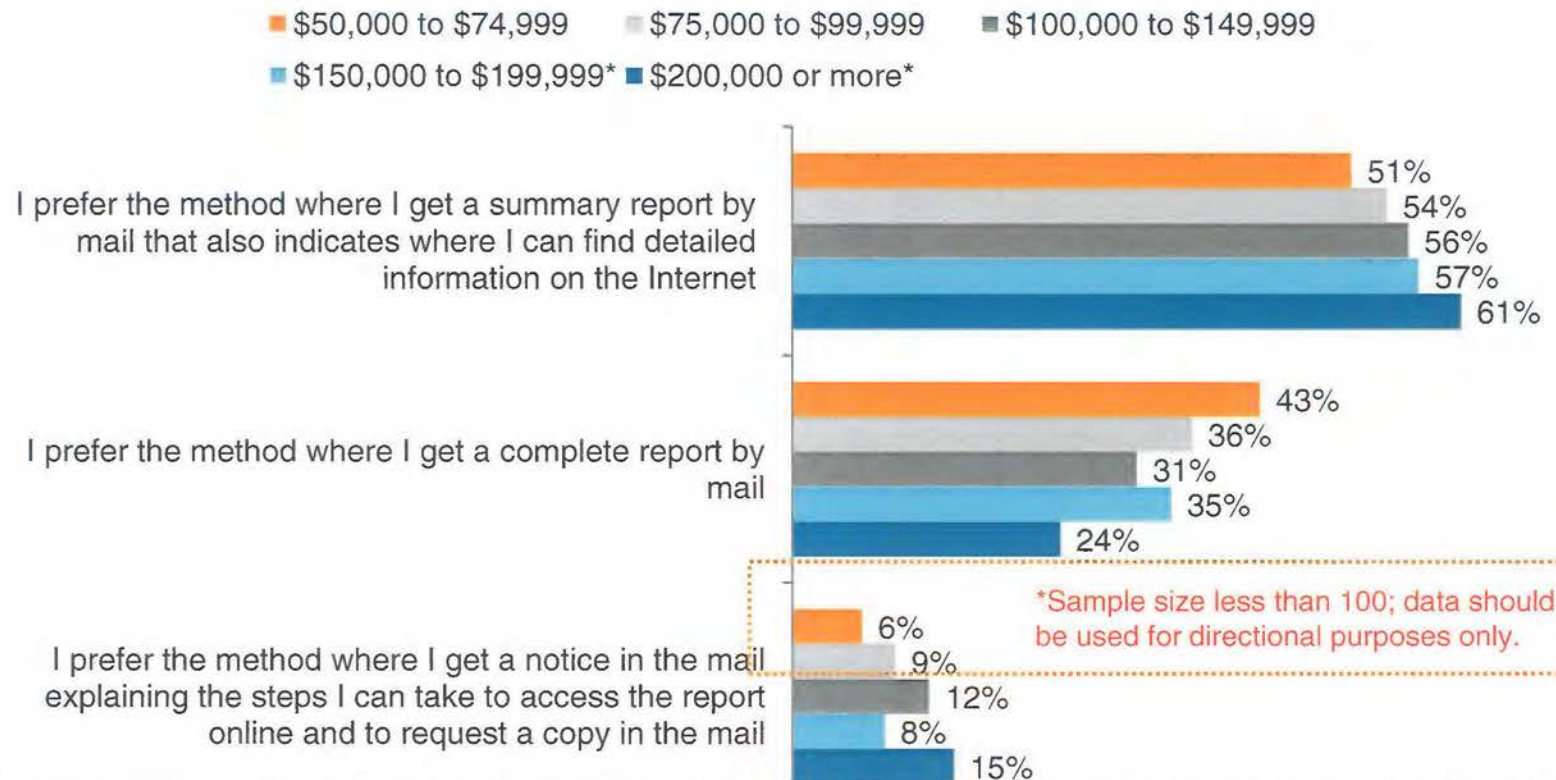 $50,000 to $74,999 $75,000 to $99,999 $100,000 to $149,999
$150,000 to $199,999* $200,000 or more*
I prefer the method where I get a summary report by
mail that also indicates where I can find detailed
information on the Internet
51%
54%
56%
57%
61%
I prefer the method where I get a complete report by
mail
43%
36%
31%
35%
24%
*Sample size less than 100; data should
be used for directional purposes only.
I prefer the method where I get a notice in the mail
explaining the steps I can take to access the report
online and to request a copy in the mail
6%
9%
12%
8%
15%